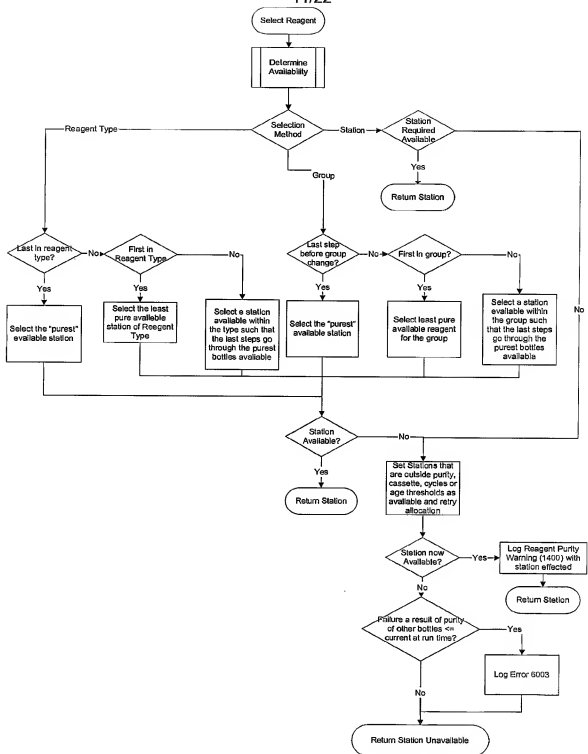 Select Reagent
Determine
Availability
Selection
Method
Reagent Type
Station
Station
Required
Available
Yes
Return Station
Group
Last in reagent
type?
No
First in
Reagent Type
No
Last step
before group
change?
No
First in group?
No
Yes
Yes
Yes
Yes
No
Select the "purest"
available station
Select the least
pure available
station of Reegent
Type
Select e station
available within
the type such that
the last steps go
through the purest
bottles available
Select the "purest"
available station
Select least pure
available reagent
for the group
Select a station
evailable within
the group such
that the last steps
go through the
purest bottles
available
Station
Available?
No
Yes
Return Station
Set Stations that
are outside purity,
cassette, cycles or
age thresholds as
available and retry
allocation
Stetion now
Available?
Yes
Log Reagent Purity
Warning (1400) with
station effected
Return Stetion
No
Failure a result of purity
of other bottles <=
current at run time?
Yes
Log Error 6003
No
Return Station Unavailable